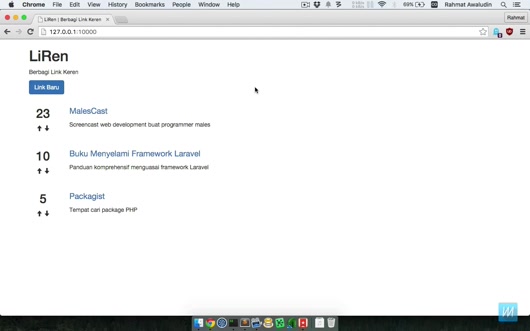 Chrome File Edit View History Bookmarks People Window Help
69%
Rahmat Awaludin
LiRen | Berbagi Link Keren
Rahmat
127.0.0.1:10000
LiRen
Berbagi Link Keren
Link Baru
23
MalesCast
Screencast web development buat programmer males
10
Buku Menyelami Framework Laravel
Panduan komprehensif menguasai framework Laravel
5
Packagist
Tempat cari package PHP